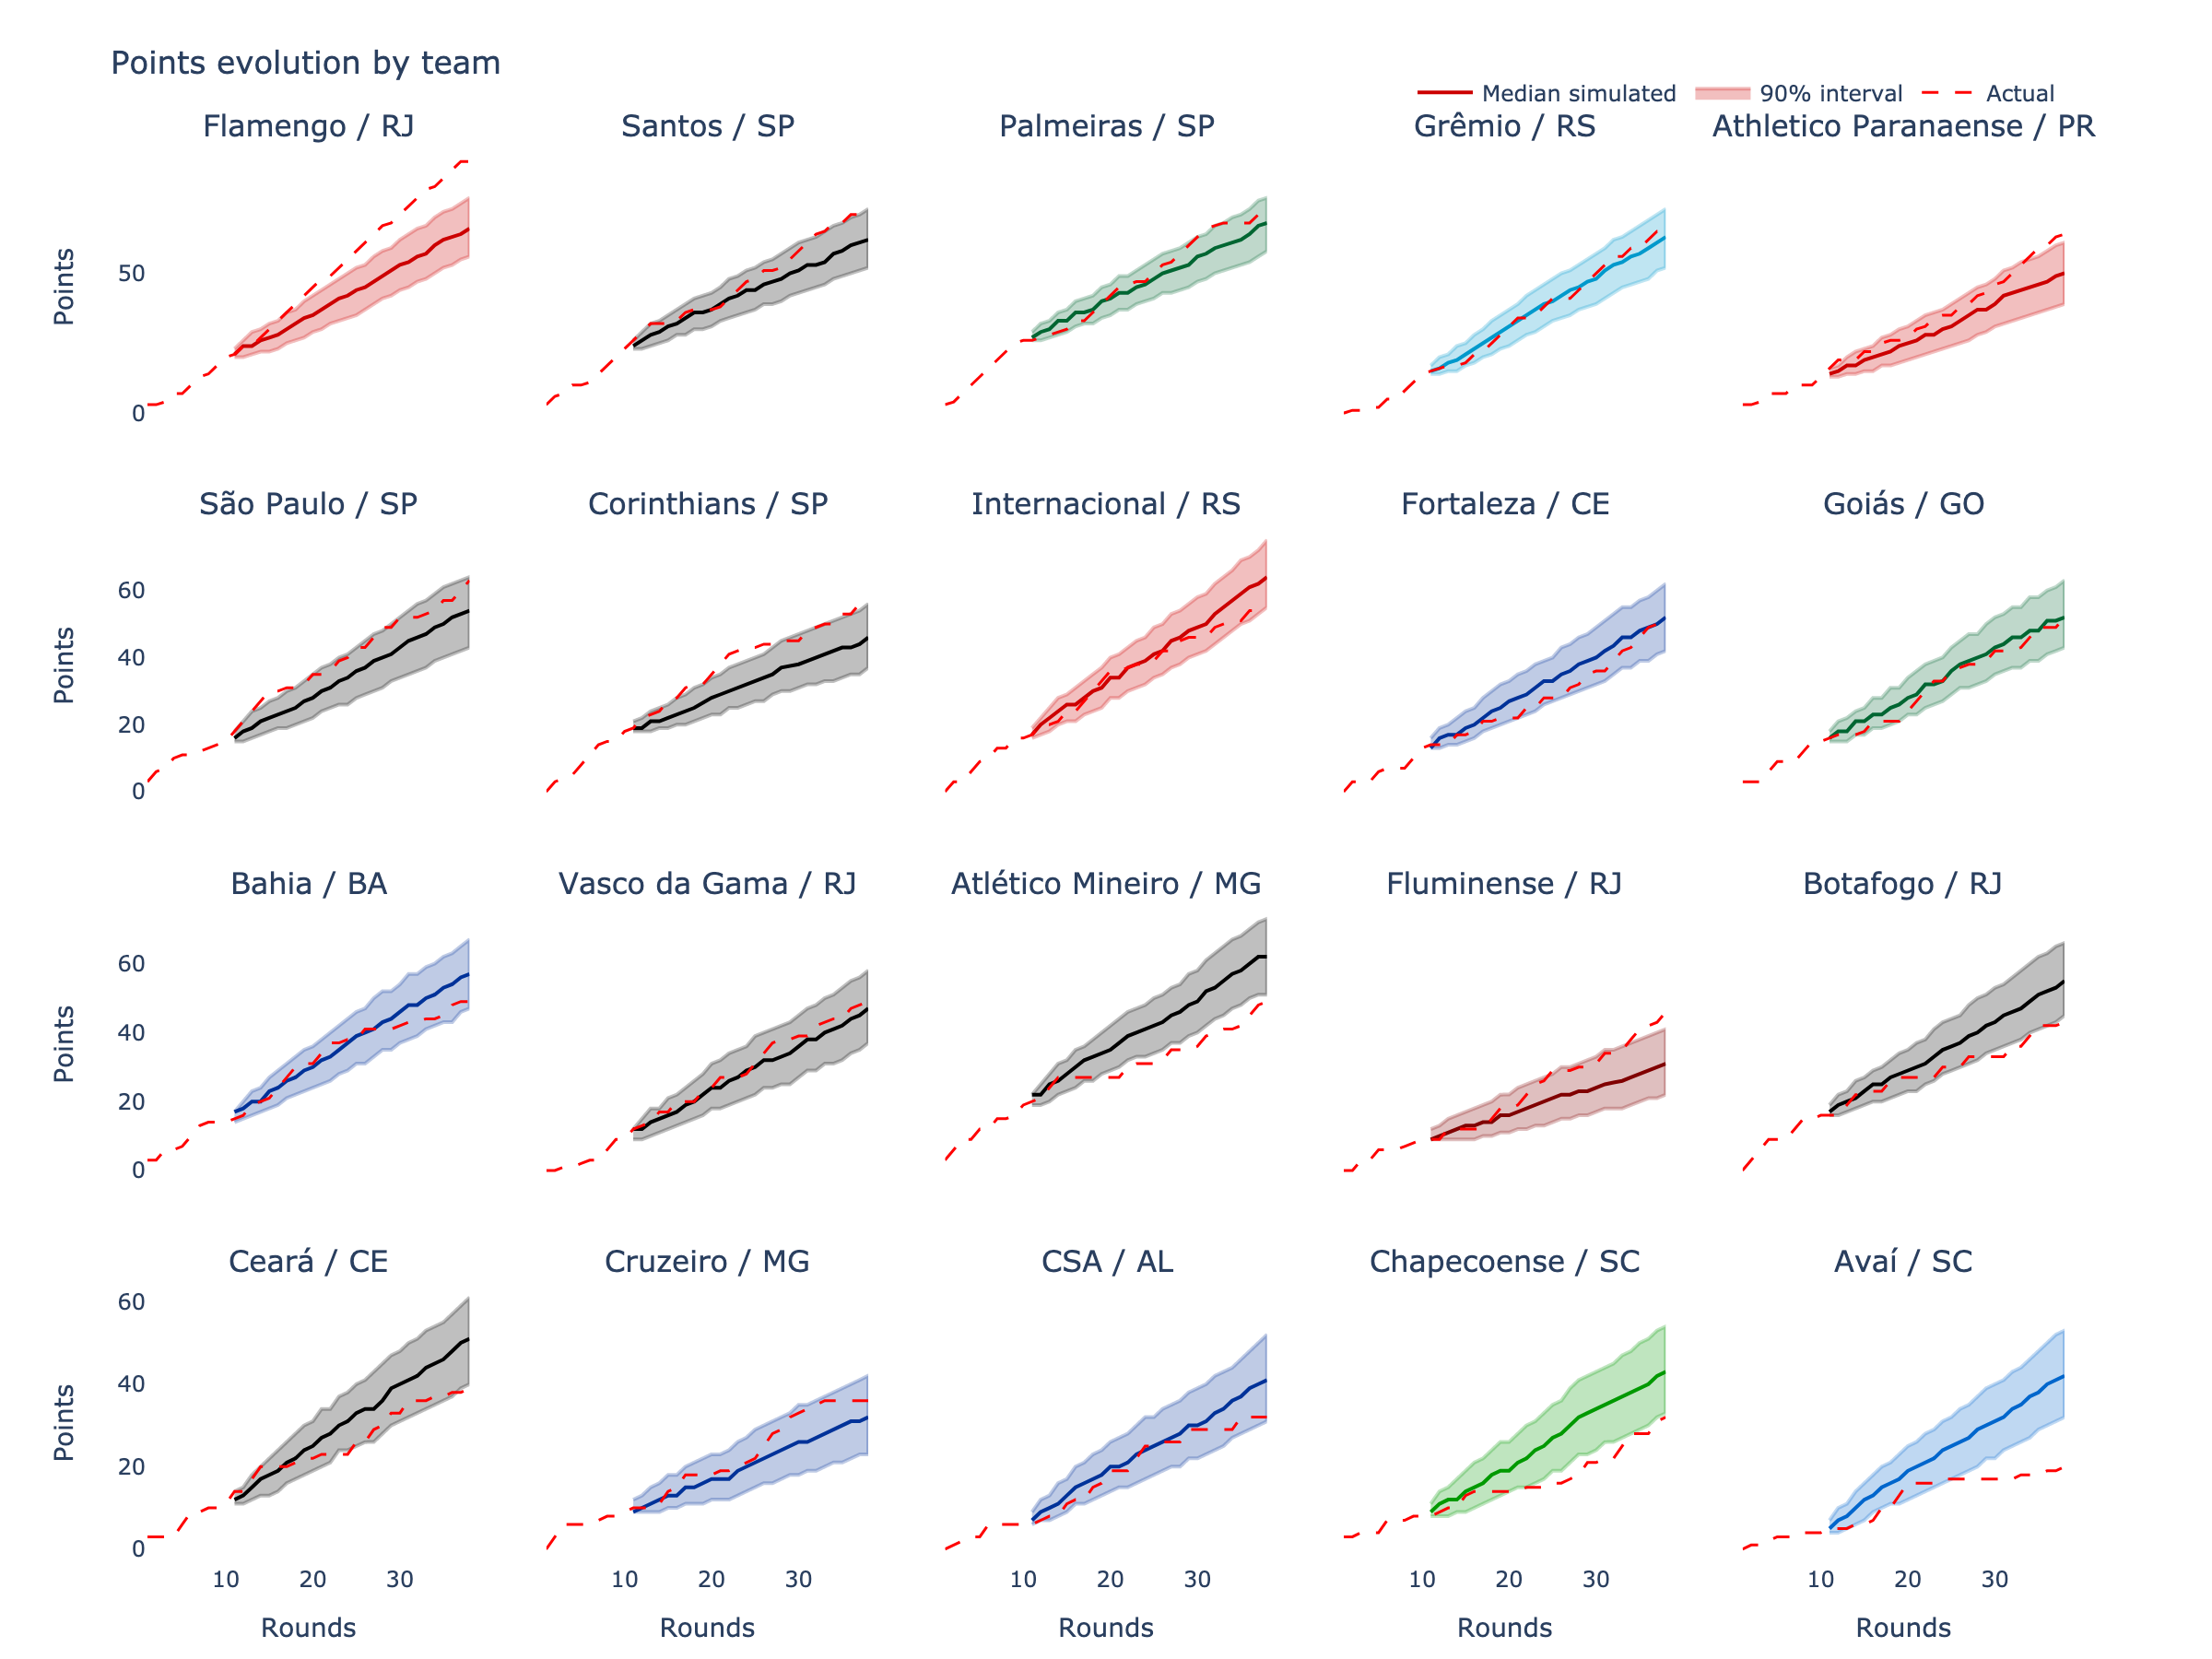 Points evolution by team
Median simulated 90% interval Actual
Flamengo / RJ Santos / SP Palmeiras / SP Grêmio / RS Athletico Paranaense / PR
50
Points
0
São Paulo / SP Corinthians / SP Internacional / RS Fortaleza / CE Goiás / GO
60
40
Points
20
0
Bahia / BA Vasco da Gama / RJ Atlético Mineiro / MG Fluminense / RJ Botafogo / RJ
60
40
Points
20
0
Ceará / CE Cruzeiro / MG CSA / AL Chapecoense / SC Avaí / SC
60
40
Points
20
0
10 20 30 10 20 30 10 20 30 10 20 30 10 20 30
Rounds Rounds Rounds Rounds Rounds